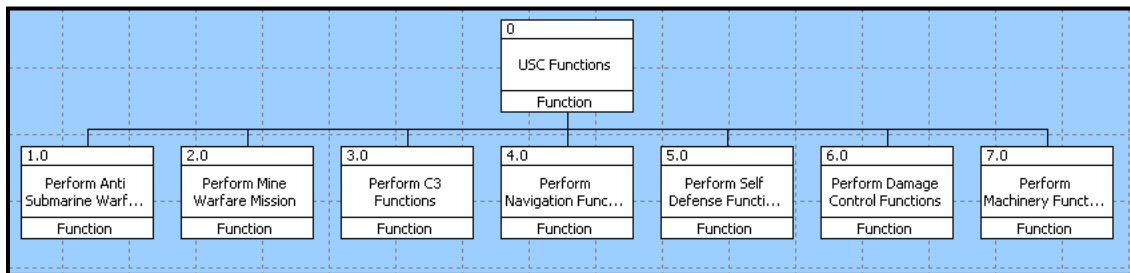 0
USC Functions
Function
1.0
Perform Anti
Submarine Warf...
Function
2.0
Perform Mine
Warfare Mission
Function
3.0
Perform C3
Functions
Function
4.0
Perform
Navigation Func...
Function
5.0
Perform Self
Defense Functi...
Function
6.0
Perform Damage
Control Functions
Function
7.0
Perform
Machinery Funct...
Function